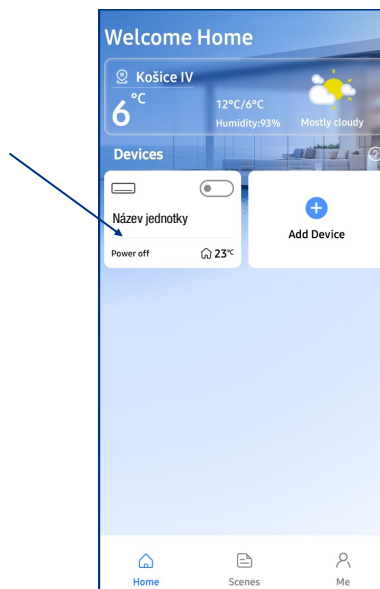 Welcome Home
Košice IV
6°C
12°C/6°C
Humidity:93%
Mostly cloudy
Devices
?
Název jednotky
Power off
23°C
Add Device
Home
Scenes
Me